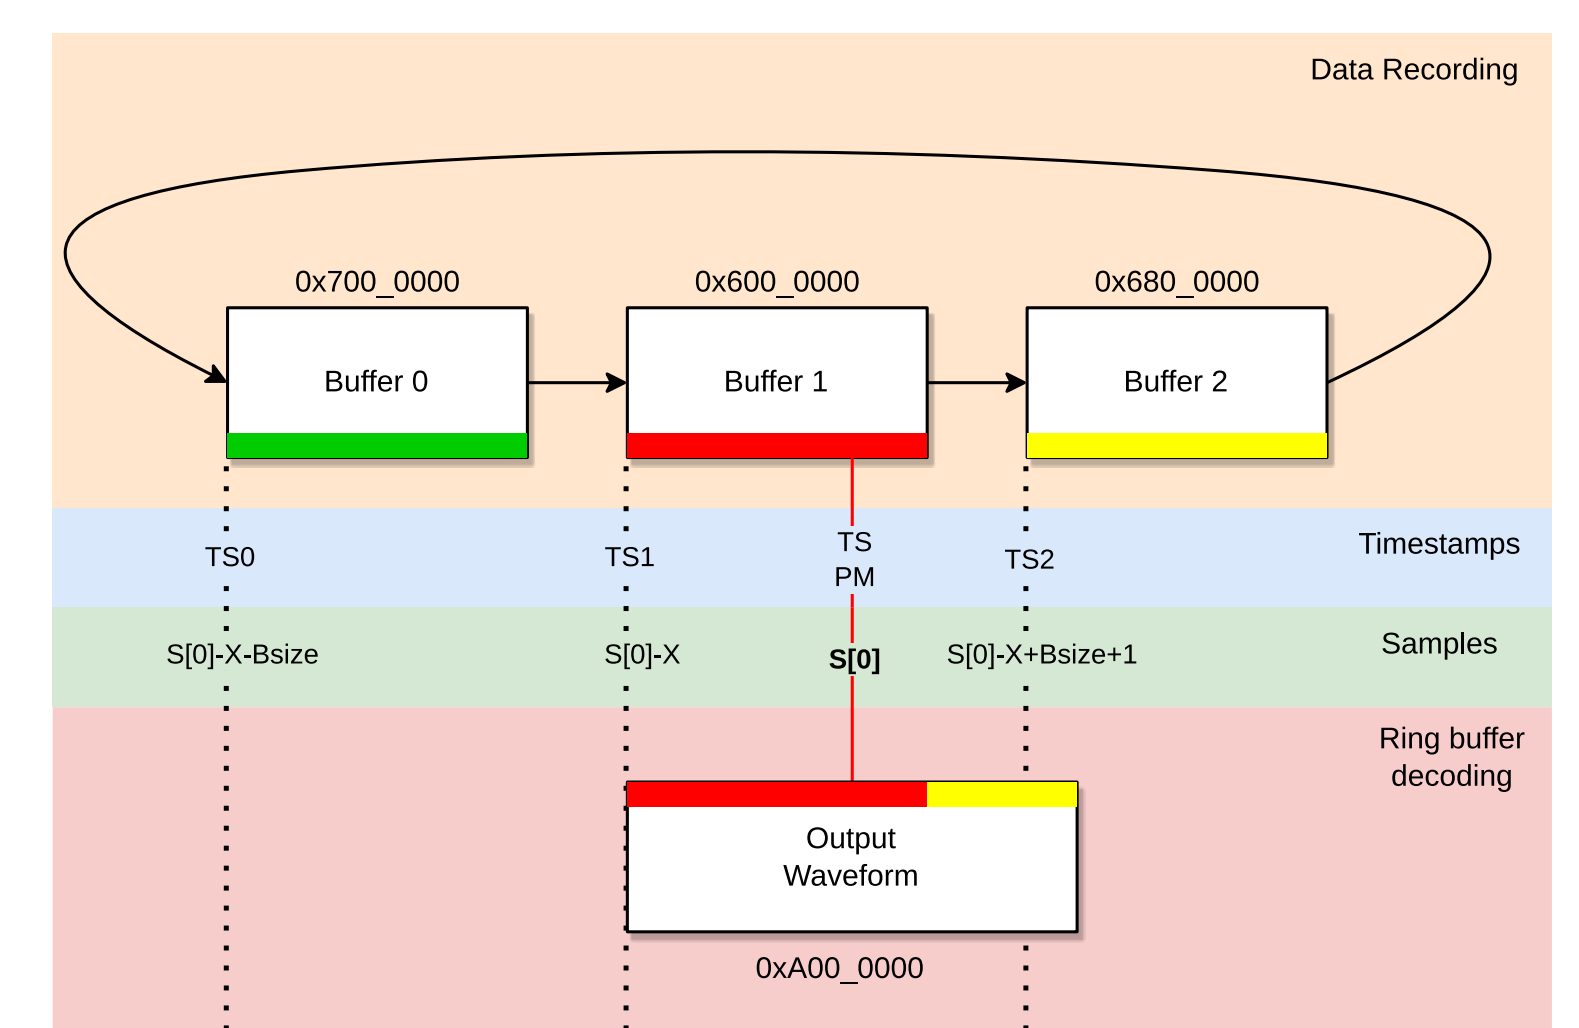 Data Recording
0x700_0000
0x600_0000
0x680_0000
Buffer 0
Buffer 1
Buffer 2
TS0
TS1
TS
PM
TS2
Timestamps
S[0]-X-Bsize
S[0]-X
S[0]
S[0]-X+Bsize+1
Samples
Ring buffer
decoding
Output
Waveform
0xA00_0000